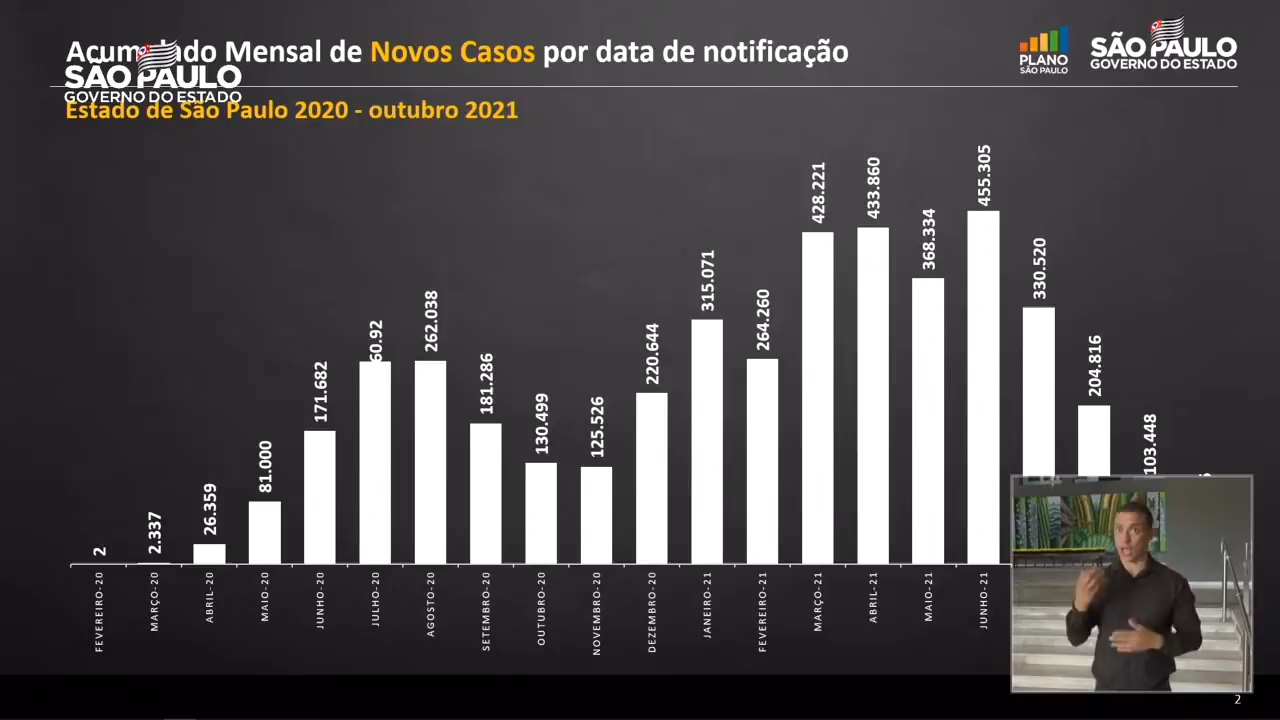 Acumulado Mensal de Novos Casos por data de notificação
SÃO PAULO
GOVERNO DO ESTADO
Estado de São Paulo 2020 - outubro 2021
PLANO
SÃO PAULO
SÃO PAULO
GOVERNO DO ESTADO
2
2.337
26.359
81.000
171.682
60.92
262.038
181.286
130.499
125.526
220.644
315.071
264.260
428.221
433.860
368.334
455.305
330.520
204.816
103.448
FEVEREIRO-20
MARÇO-20
ABRIL-20
MAIO-20
JUNHO-20
JULHO-20
AGOSTO-20
SETEMBRO-20
OUTUBRO-20
NOVEMBRO-20
DEZEMBRO-20
JANEIRO-21
FEVEREIRO-21
MARÇO-21
ABRIL-21
MAIO-21
JUNHO-21
2